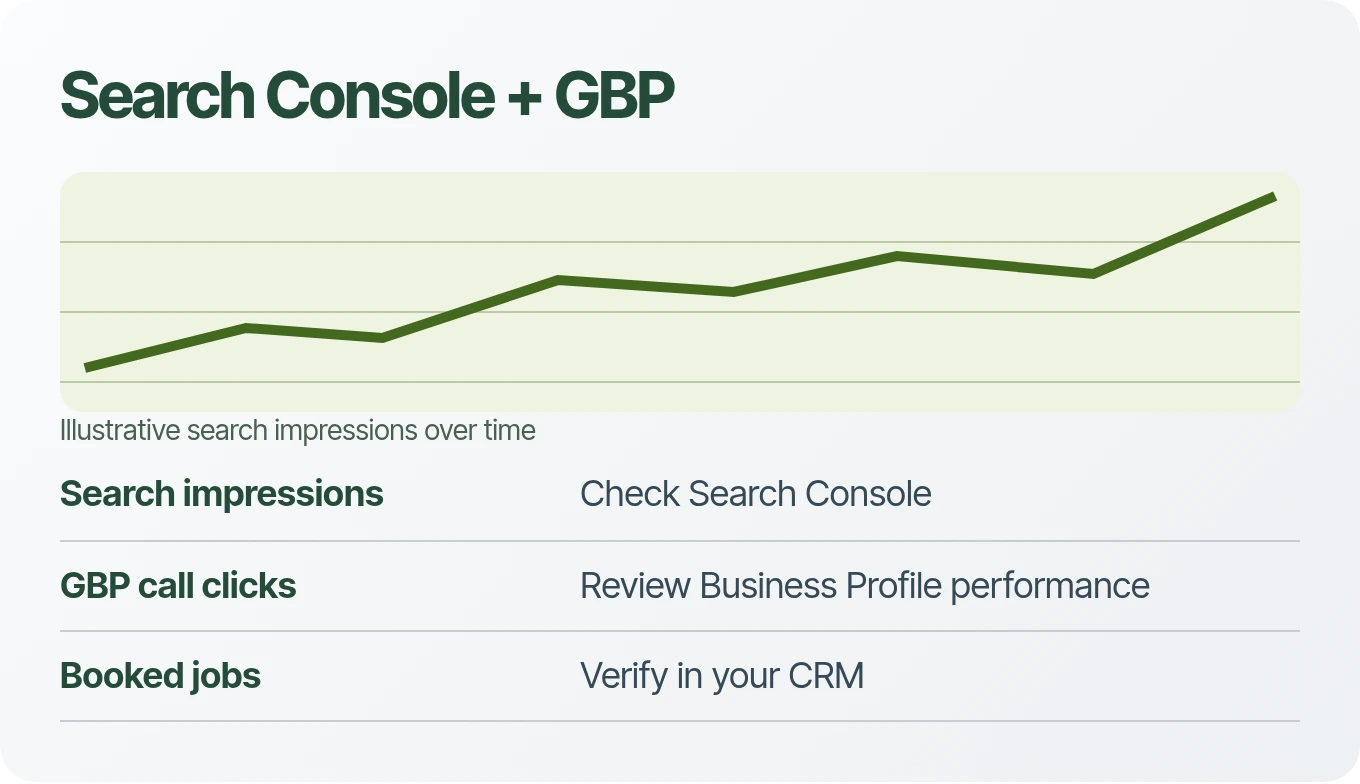 Search Console + GBP
Illustrative search impressions over time
Search impressions Check Search Console
GBP call clicks Review Business Profile performance
Booked jobs Verify in your CRM